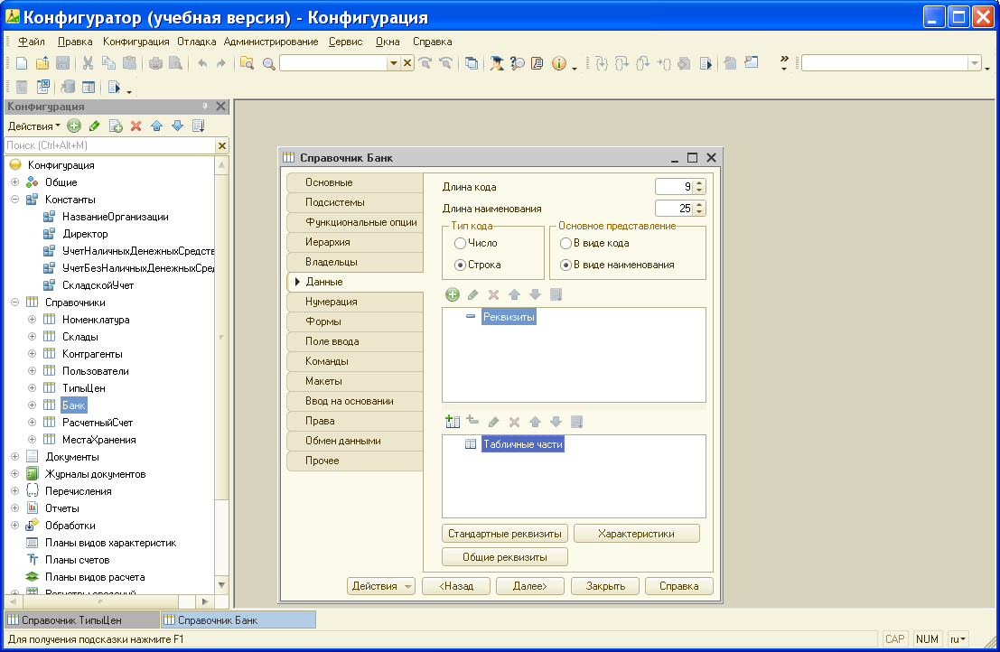 Конфигуратор (учебная версия) - Конфигурация
Файл Правка Конфигурация Отладка Администрирование Сервис Окна Справка
Конфигурация
Действия
Поиск (Ctrl+Alt+M)
Конфигурация
Общие
Константы
НазваниеОрганизации
Директор
УчетНаличныхДенежныхСредств
УчетБезНаличныхДенежныхСред
СкладскойУчет
Справочники
Номенклатура
Склады
Контрагенты
Пользователи
ТипыЦен
Банк
РасчетныйСчет
МестаХранения
Документы
Журналы документов
Перечисления
Отчеты
Обработки
Планы видов характеристик
Планы счетов
Планы видов расчета
Регистры сведений
Справочник Банк
Основные
Подсистемы
Функциональные опции
Иерархия
Владельцы
Данные
Нумерация
Формы
Поле ввода
Команды
Макеты
Ввод на основании
Права
Обмен данными
Прочее
Длина кода 9
Длина наименования 25
Тип кода
Число
Строка
Основное представление
В виде кода
В виде наименования
Реквизиты
Табличные части
Стандартные реквизиты Характеристики
Общие реквизиты
Действия <Назад Далее> Закрыть Справка
Справочник ТипыЦен Справочник Банк
Для получения подсказки нажмите F1 CAP NUM ru